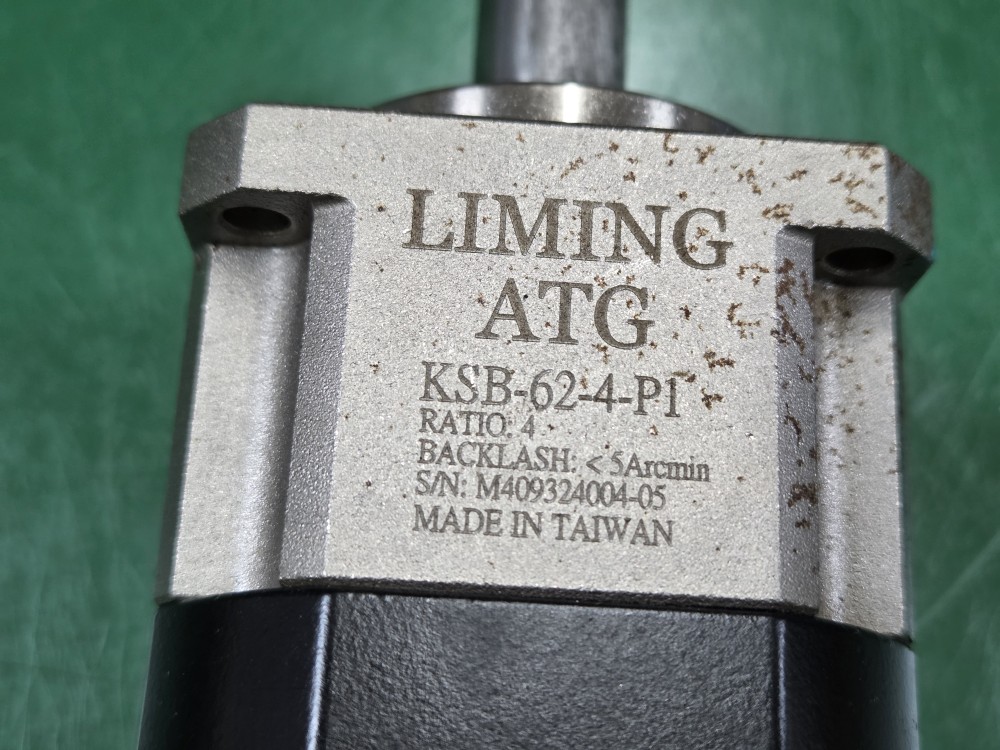 LIMING
ATG
KSB-62-4-P1
RATIO: 4
BACKLASH: < 5Arcmin
S/N: M409324004-05
MADE IN TAIWAN